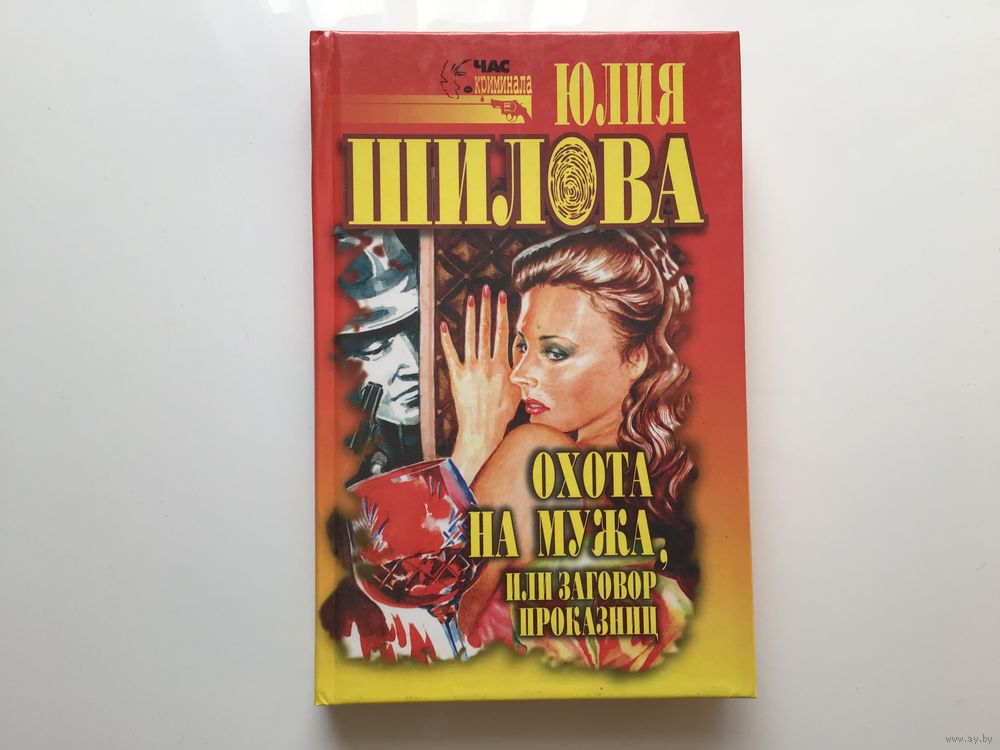 ЧАС
криминала
ЮЛИЯ
ШИЛОВА
ОХОТА
НА МУЖА,
ИЛИ ЗАГОВОР
ПРОКАЗНИЦ
www.ay.by